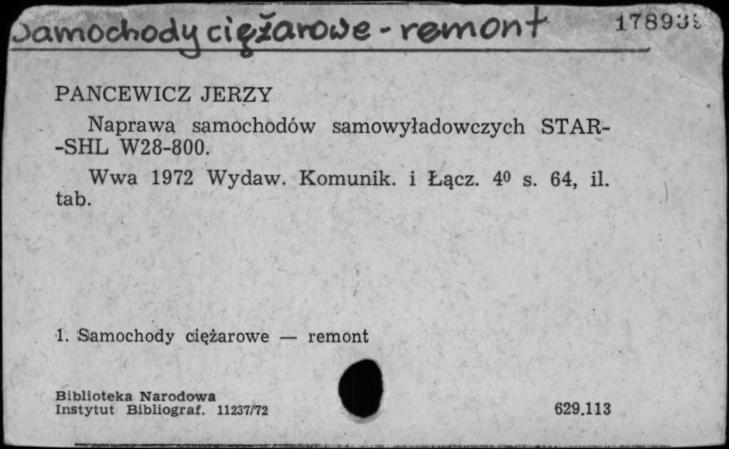 Samochody ciężarowe - remont
PANCEWICZ JERZY
Naprawa samochodów samowyładowczych STAR-
-SHL W28-800.
Wwa 1972 Wydaw. Komunik. i Łącz. 4⁰ s. 64, il.
tab.
1. Samochody ciężarowe — remont
Biblioteka Narodowa
Instytut Bibliograf. 11237/72
629.113